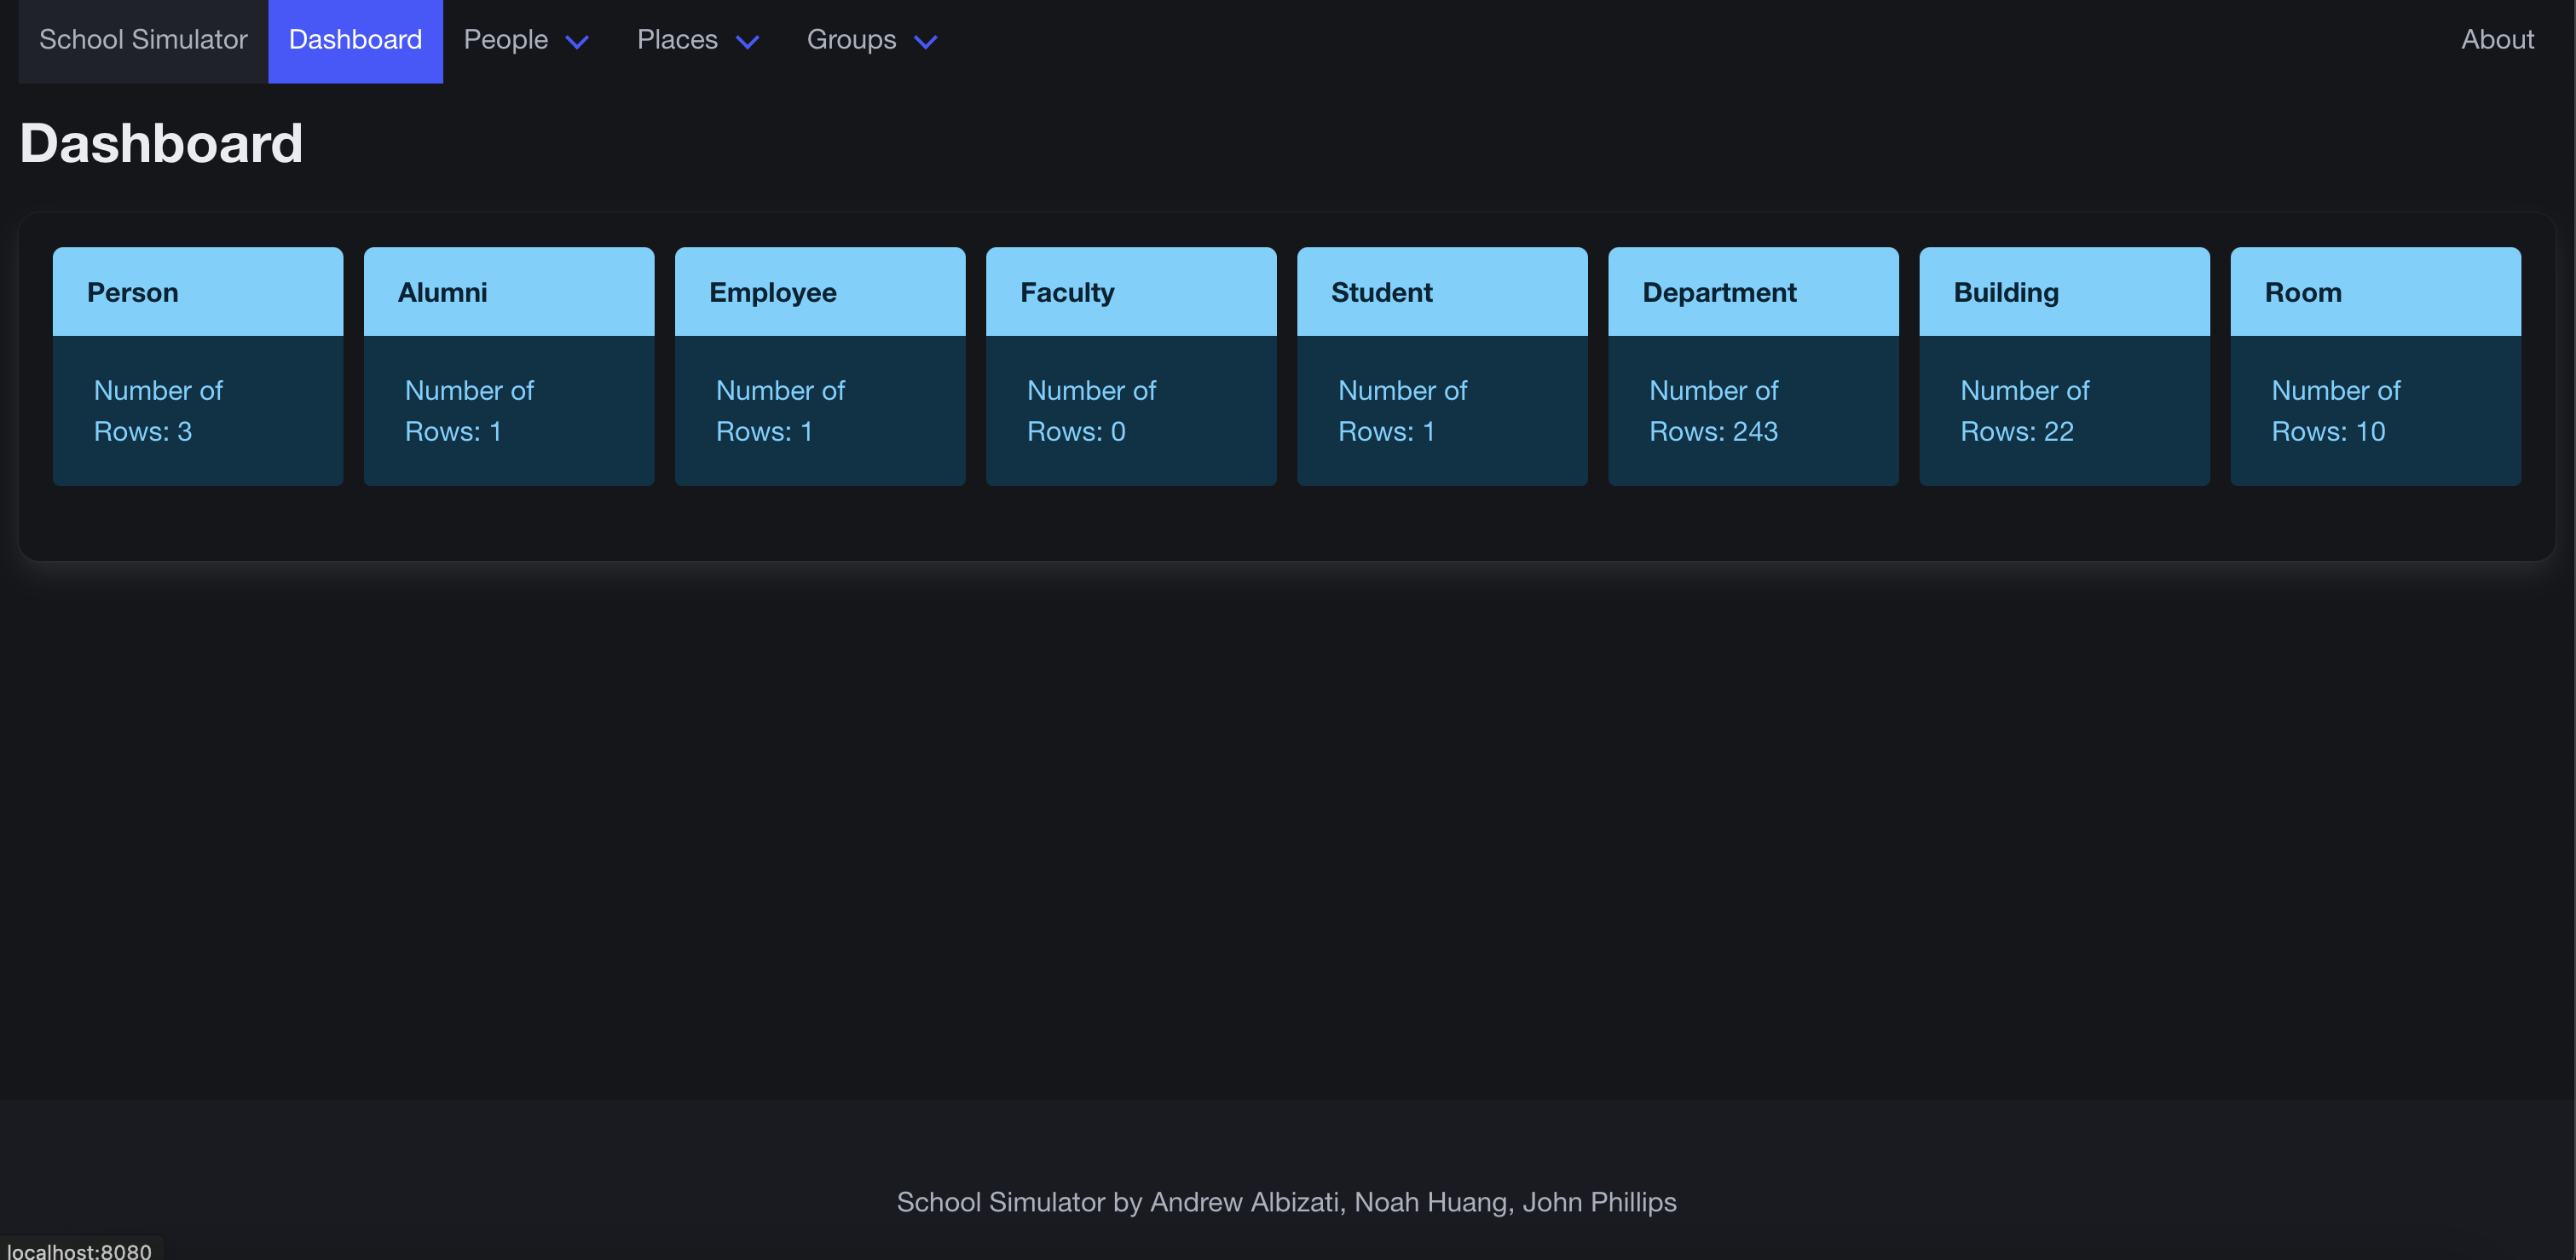 School Simulator Dashboard People Places Groups About
Dashboard
Person Alumni Employee Faculty Student Department Building Room
Number of Number of Number of Number of Number of Number of Number of Number of
Rows: 3 Rows: 1 Rows: 1 Rows: 0 Rows: 1 Rows: 243 Rows: 22 Rows: 10
School Simulator by Andrew Albizati, Noah Huang, John Phillips
localhost:8080